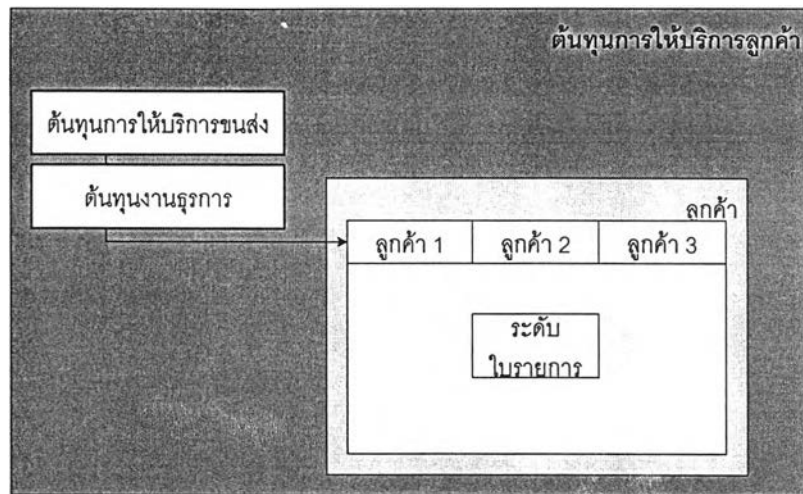 ต้นทุนการให้บริการลูกค้า
ต้นทุนการให้บริการขนส่ง
ต้นทุนงานธุรการ
ลูกค้า
ลูกค้า 1 ลูกค้า 2 ลูกค้า 3
ระดับ
ใบรายการ